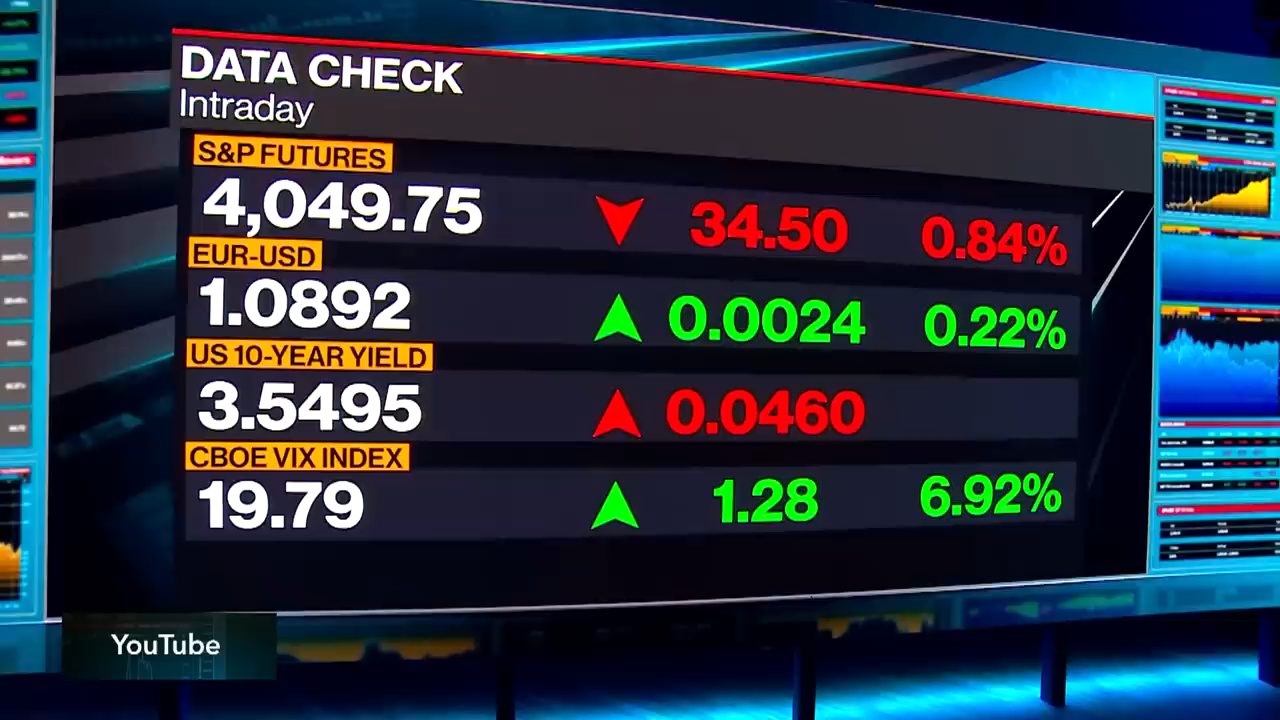 DATA CHECK
Intraday
S&P FUTURES
4,049.75 34.50 0.84%
EUR-USD
1.0892 0.0024 0.22%
US 10-YEAR YIELD
3.5495 0.0460
CBOE VIX INDEX
19.79 1.28 6.92%
YouTube